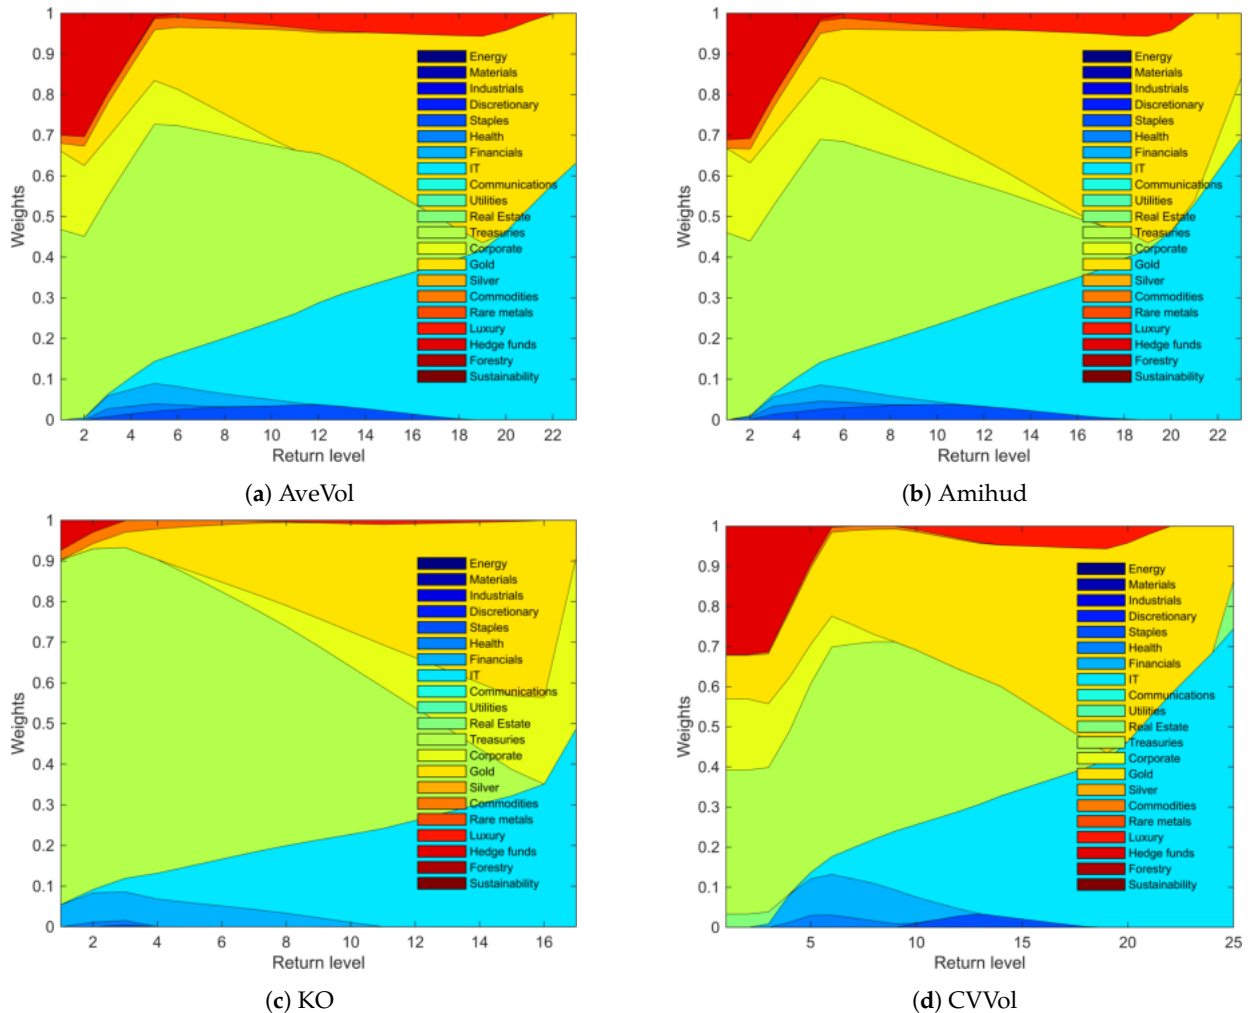 1
0.9
0.8
0.7
0.6
0.5
0.4
0.3
0.2
0.1
0
Weights
Energy
Materials
Industrials
Discretionary
Staples
Health
Financials
IT
Communications
Utilities
Real Estate
Treasuries
Corporate
Gold
Silver
Commodities
Rare metals
Luxury
Hedge funds
Forestry
Sustainability
2 4 6 8 10 12 14 16 18 20 22
Return level
(a) AveVol
1
0.9
0.8
0.7
0.6
0.5
0.4
0.3
0.2
0.1
0
Weights
Energy
Materials
Industrials
Discretionary
Staples
Health
Financials
IT
Communications
Utilities
Real Estate
Treasuries
Corporate
Gold
Silver
Commodities
Rare metals
Luxury
Hedge funds
Forestry
Sustainability
2 4 6 8 10 12 14 16 18 20 22
Return level
(b) Amihud
1
0.9
0.8
0.7
0.6
0.5
0.4
0.3
0.2
0.1
0
Weights
Energy
Materials
Industrials
Discretionary
Staples
Health
Financials
IT
Communications
Utilities
Real Estate
Treasuries
Corporate
Gold
Silver
Commodities
Rare metals
Luxury
Hedge funds
Forestry
Sustainability
2 4 6 8 10 12 14 16
Return level
(c) KO
1
0.9
0.8
0.7
0.6
0.5
0.4
0.3
0.2
0.1
0
Weights
Energy
Materials
Industrials
Discretionary
Staples
Health
Financials
IT
Communications
Utilities
Real Estate
Treasuries
Corporate
Gold
Silver
Commodities
Rare metals
Luxury
Hedge funds
Forestry
Sustainability
5 10 15 20 25
Return level
(d) CVVol